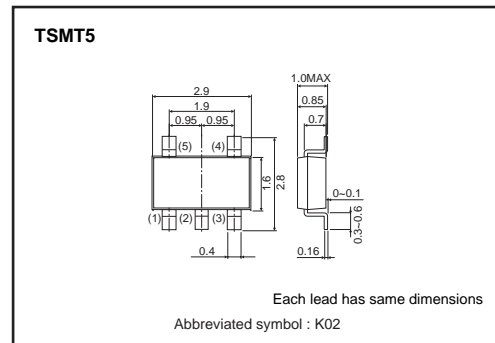 TSMT5
1.0MAX
2.9
0.85
1.9
0.7
0.95 0.95
(5) (4)
1.6
2.8
0~0.1
(1) (2) (3)
0.3~0.6
0.4
0.16
Each lead has same dimensions
Abbreviated symbol : K02